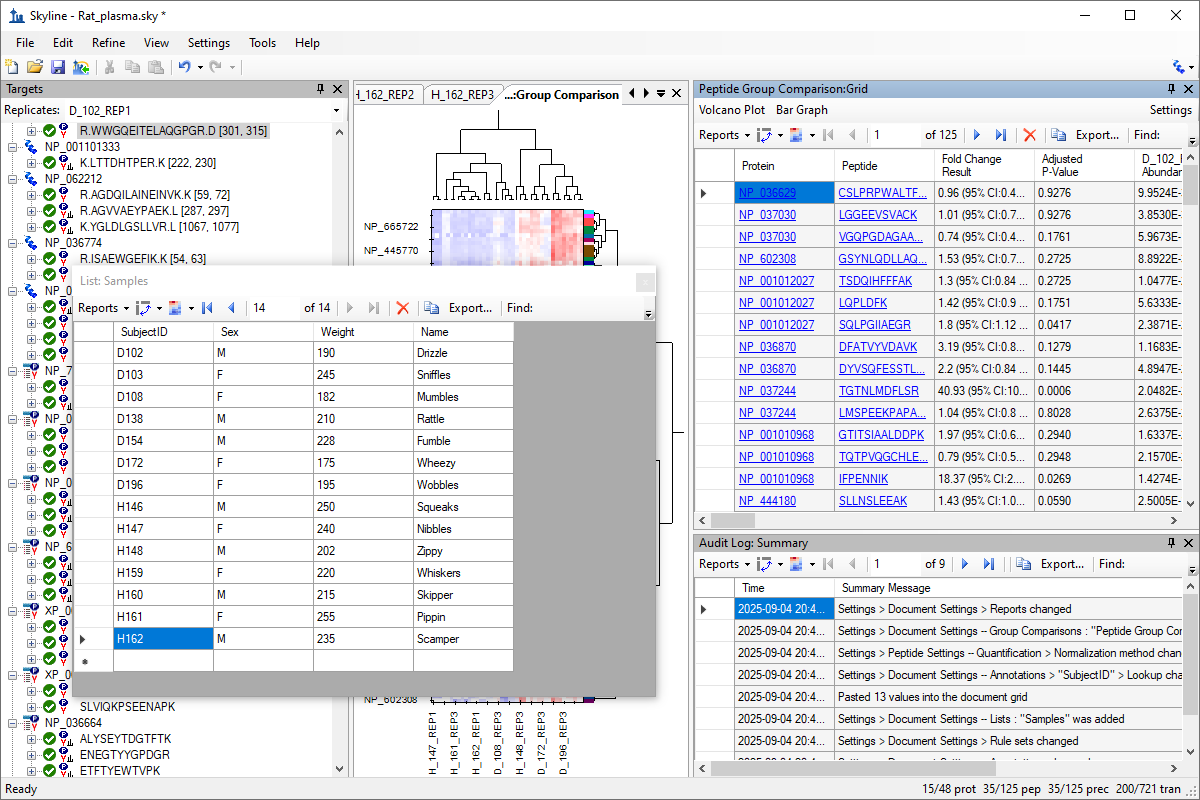 Skyline - Rat_plasma.sky *
File Edit Refine View Settings Tools Help
Targets
Replicates: D_102_REP1
R.WWGQEITELAQGPGR.D [301, 315]
NP_001101333
K.LTTDHTPER.K [222, 230]
NP_062212
R.AGDQILAINEINVK.K [59, 72]
R.AGVVAEYPAEK.L [287, 297]
K.YGLDLGSLLVR.L [1067, 1077]
NP_036774
R.ISAEWGEFIK.K [54, 63]
NP_0
NP_7
NP_0
NP_0
NP_6
XP_0
XP_0
SLVIQKPSEENAPK
NP_036664
ALYSEYTDGTFTK
ENEGTYYGPDGR
ETFTYEWTVPK
H_162_REP2 H_162_REP3 ...:Group Comparison
NP_665722
NP_445770
NP_602308
H_147_REP1
H_161_REP3
H_162_REP1
D_108_REP3
H_148_REP3
D_172_REP3
D_196_REP3
List: Samples
Reports 14 of 14 Export... Find:
SubjectID Sex Weight Name
D102 M 190 Drizzle
D103 F 245 Sniffles
D108 F 182 Mumbles
D138 M 210 Rattle
D154 M 228 Fumble
D172 F 175 Wheezy
D196 F 195 Wobbles
H146 M 250 Squeaks
H147 F 240 Nibbles
H148 M 202 Zippy
H159 F 220 Whiskers
H160 M 215 Skipper
H161 F 255 Pippin
H162 M 235 Scamper
Peptide Group Comparison:Grid
Volcano Plot Bar Graph Settings
Reports 1 of 125 Export... Find:
Protein Peptide Fold Change Result Adjusted P-Value D_102_ Abundan
NP_036629 CSLPRPWALTF... 0.96 (95% CI:0.4... 0.9276 9.9524E-
NP_037030 LGGEEVSVACK 1.01 (95% CI:0.7... 0.9276 3.8530E-
NP_037030 VGQPGDAGAA... 0.74 (95% CI:0.4... 0.1761 5.9673E-
NP_602308 GSYNLQDLLAQ... 1.53 (95% CI:0.7... 0.2725 8.8922E-
NP_001012027 TSDQIHFFFAK 1.3 (95% CI:0.84 ... 0.2725 1.0477E-
NP_001012027 LQPLDFK 1.42 (95% CI:0.9 ... 0.1751 5.6333E-
NP_001012027 SQLPGIIAEGR 1.8 (95% CI:1.12 ... 0.0417 2.3871E-
NP_036870 DFATVYVDAVK 3.19 (95% CI:0.8... 0.1279 1.1683E-
NP_036870 DYVSQFESSTL... 2.2 (95% CI:0.84 ... 0.1445 4.8947E-
NP_037244 TGTNLMDFLSR 40.93 (95% CI:10... 0.0006 2.0482E-
NP_037244 LMSPEEKPAPA... 1.04 (95% CI:0.8 ... 0.8028 2.6375E-
NP_001010968 GTITSIAALDDPK 1.97 (95% CI:0.6... 0.2940 1.6337E-
NP_001010968 TQTPVQGCHLE... 0.79 (95% CI:0.5... 0.2948 2.1570E-
NP_001010968 IFPENNIK 18.37 (95% CI:2.... 0.0269 1.4274E-
NP_444180 SLLNSLEEAK 1.43 (95% CI:1.0... 0.0590 2.5005E-
Audit Log: Summary
Reports 1 of 9 Export... Find:
Time Summary Message
2025-09-04 20:4... Settings > Document Settings > Reports changed
2025-09-04 20:4... Settings > Document Settings -- Group Comparisons : "Peptide Group Cor
2025-09-04 20:4... Settings > Peptide Settings -- Quantification > Normalization method chan
2025-09-04 20:4... Settings > Document Settings -- Annotations > "SubjectID" > Lookup cha
2025-09-04 20:4... Pasted 13 values into the document grid
2025-09-04 20:4... Settings > Document Settings -- Lists : "Samples" was added
2025-09-04 20:4... Settings > Document Settings > Rule sets changed
Ready 15/48 prot 35/125 pep 35/125 prec 200/721 tran